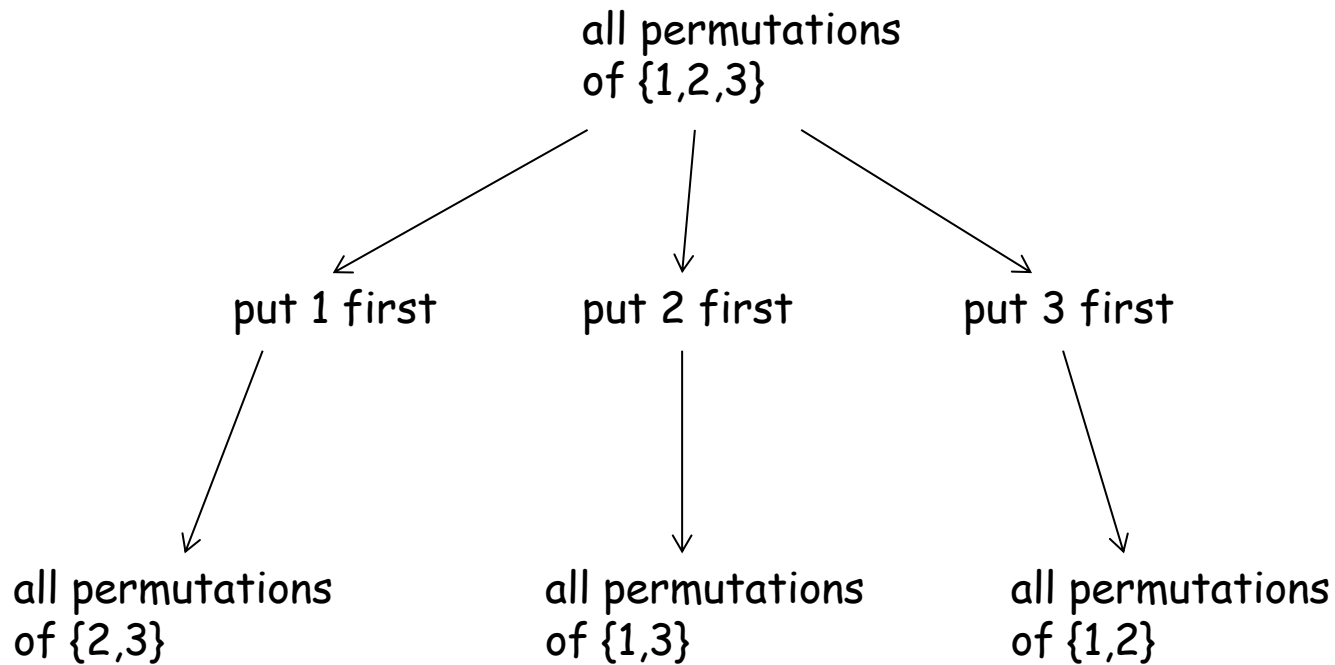 all permutations
of {1,2,3}
put 1 first
put 2 first
put 3 first
all permutations
of {2,3}
all permutations
of {1,3}
all permutations
of {1,2}